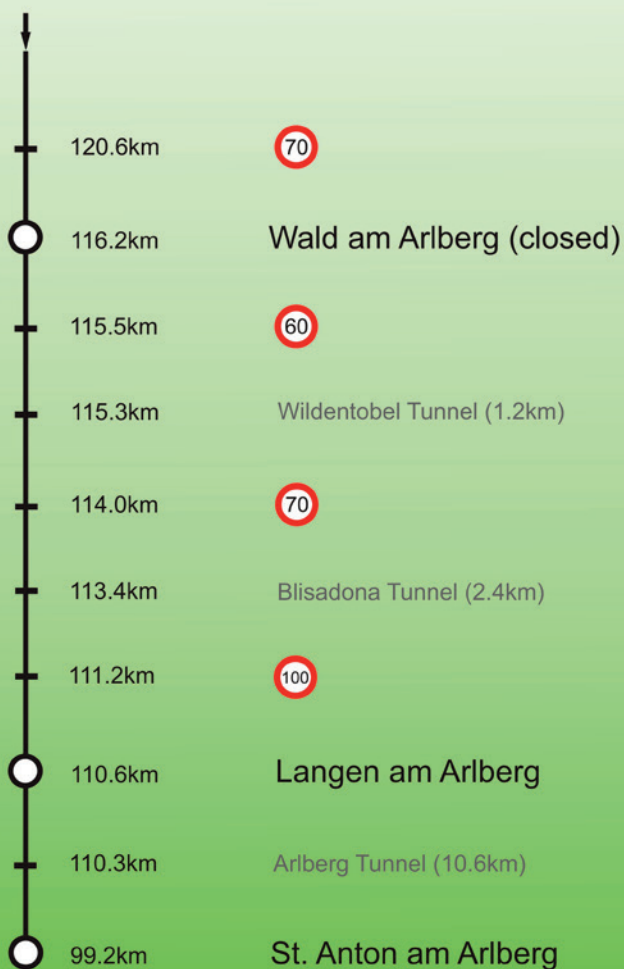 120.6km 70
116.2km Wald am Arlberg (closed)
115.5km 60
115.3km Wildentobel Tunnel (1.2km)
114.0km 70
113.4km Blisadona Tunnel (2.4km)
111.2km 100
110.6km Langen am Arlberg
110.3km Arlberg Tunnel (10.6km)
99.2km St. Anton am Arlberg